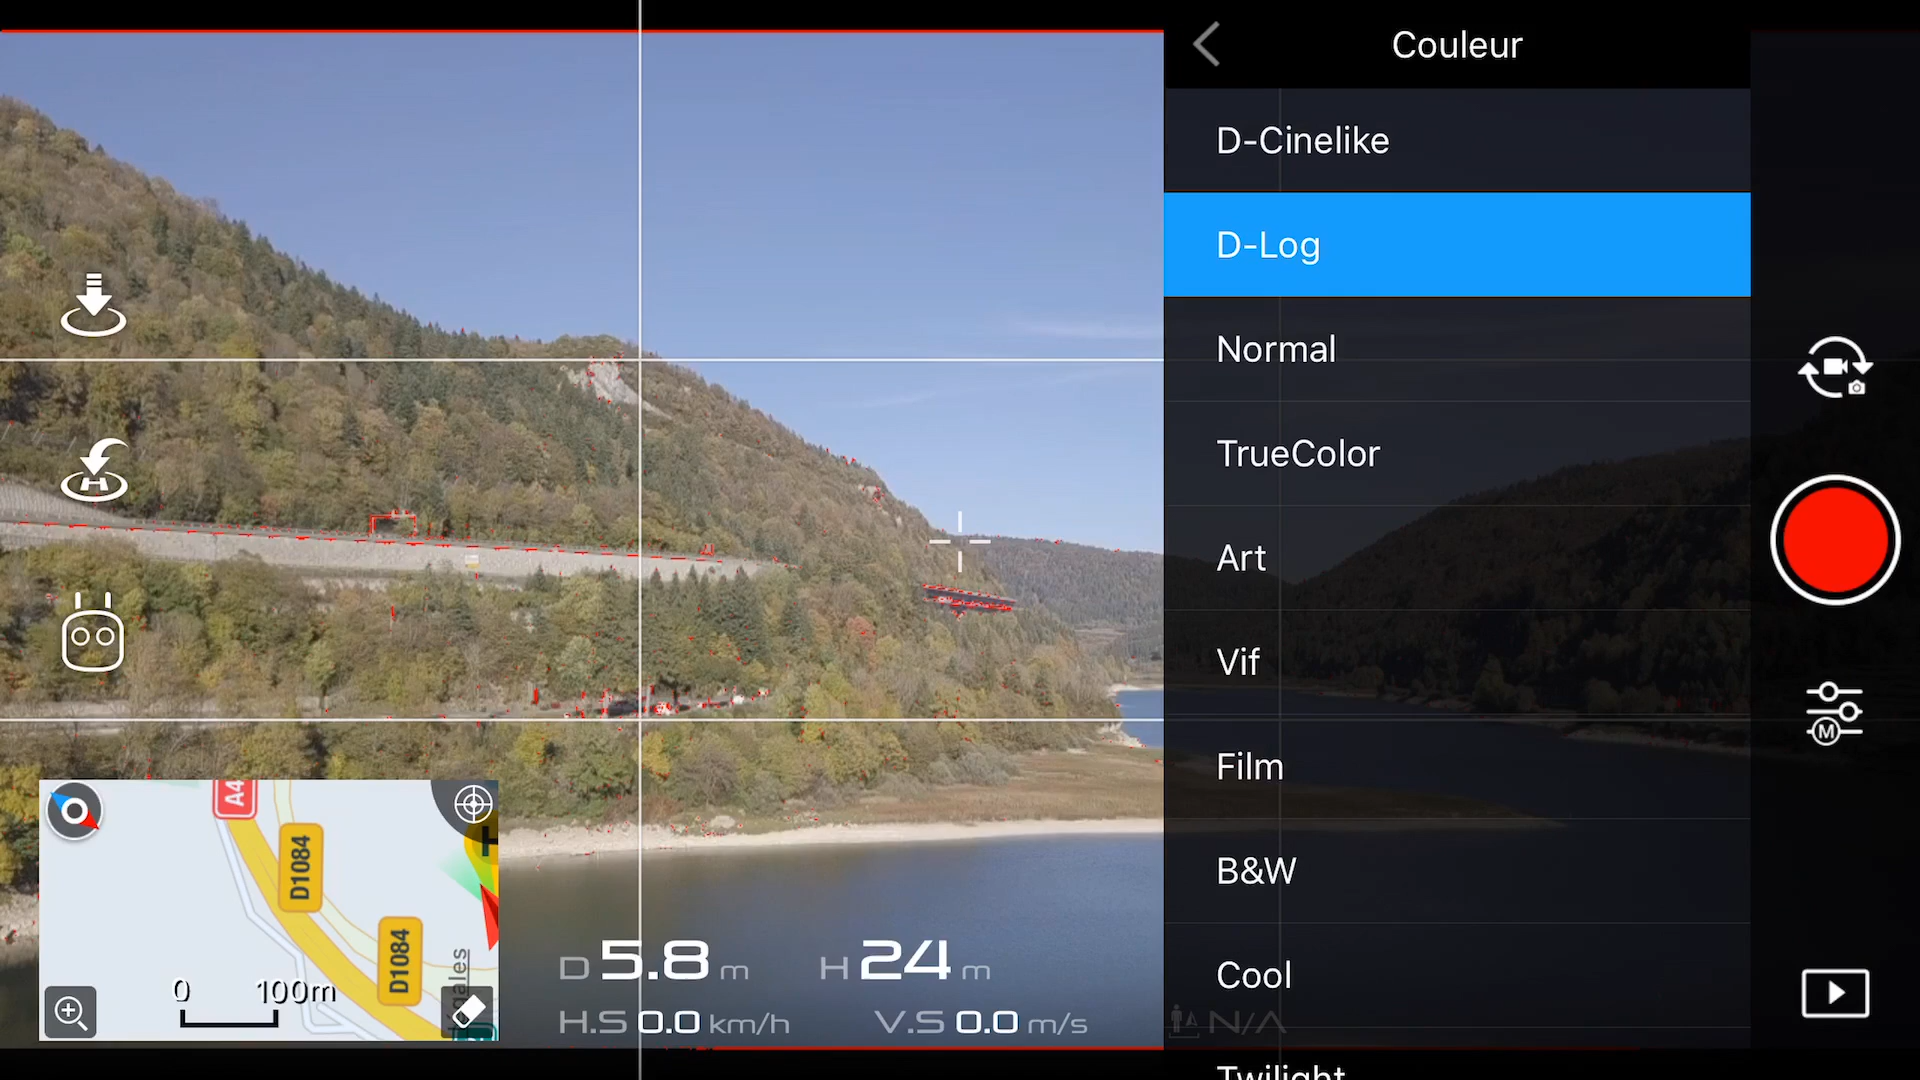 Couleur
D-Cinelike
D-Log
Normal
TrueColor
Art
Vif
Film
B&W
Cool
Twilight
M
A4
D1084
D1084
0 100m
D 5.8 m H 24 m
H.S 0.0 km/h V.S 0.0 m/s
N/A